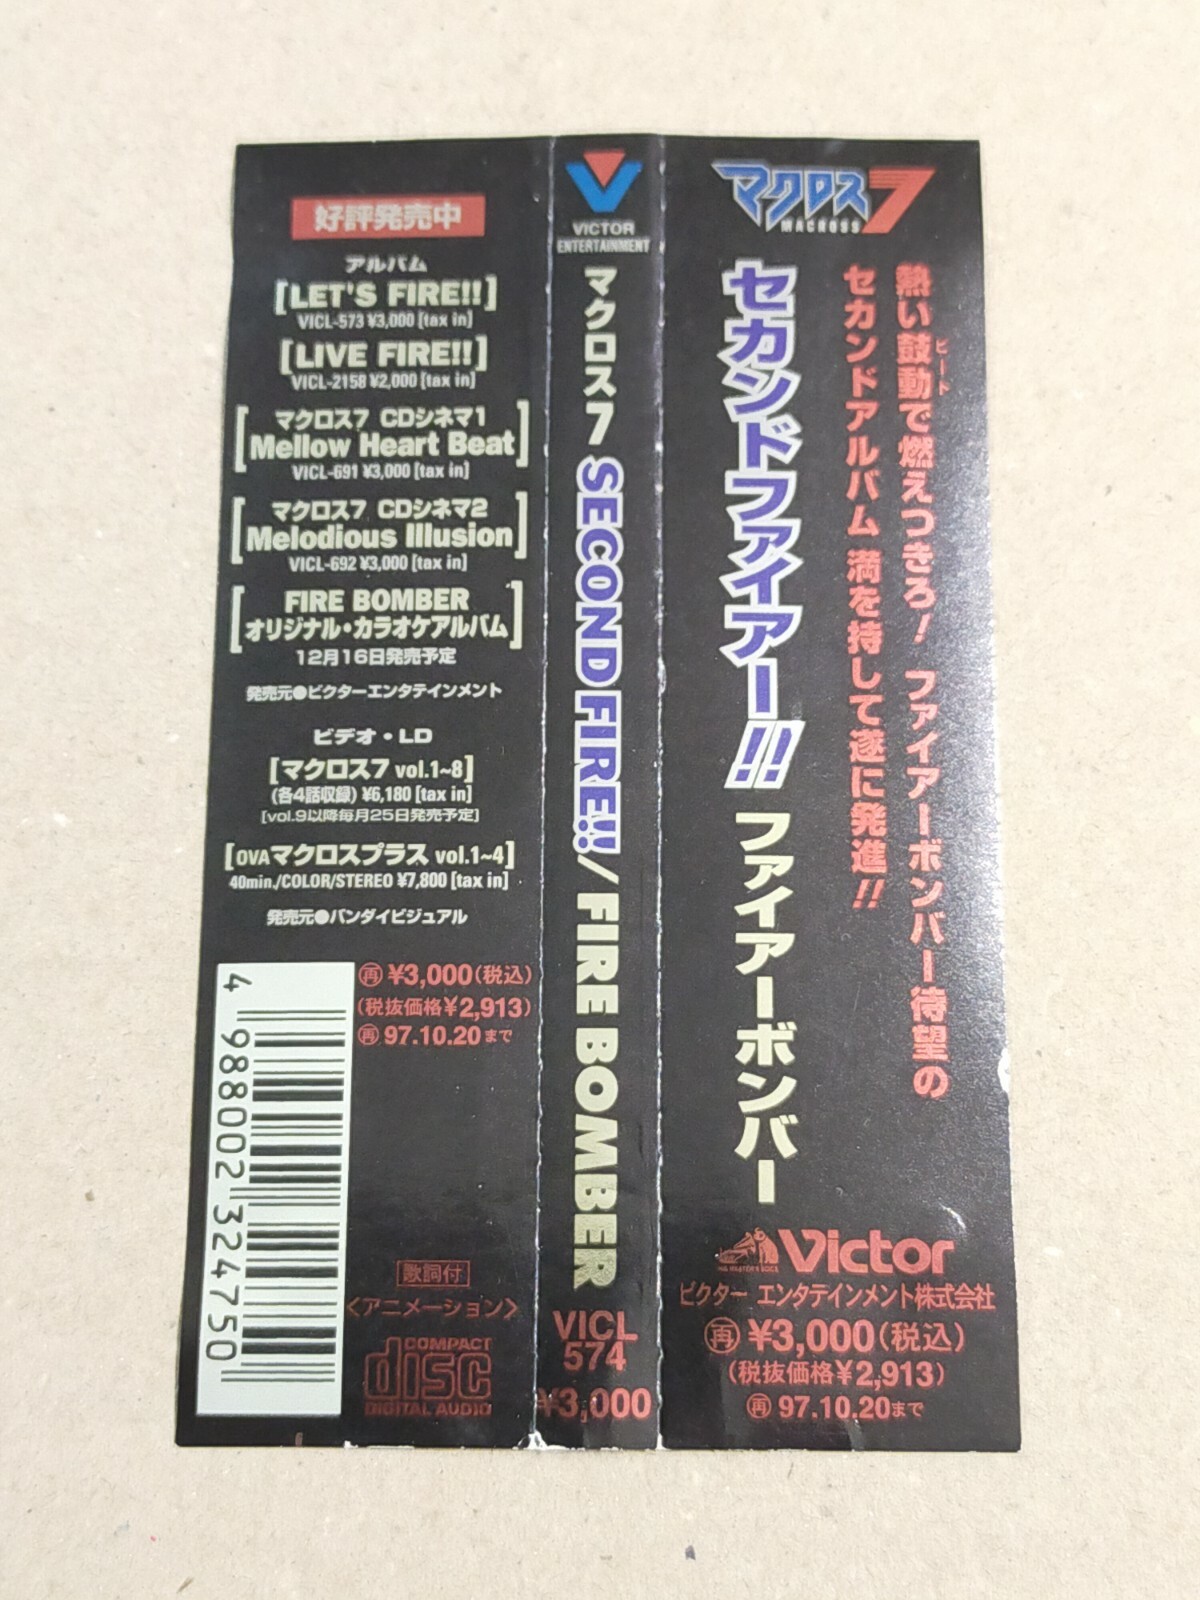 マクロス7
MACROSS
熱い鼓動で燃えつきろ! ファイアーボンバー待望の
ビート
セカンドアルバム 満を持して遂に発進!!
セカンドファイアー!! ファイアーボンバー
HIS MASTER'S VOICE
Victor
ビクター エンタテインメント株式会社
再 ¥3,000(税込)
(税抜価格¥2,913)
再 97.10.20まで
VICTOR
ENTERTAINMENT
マクロス7 SECOND FIRE!!/FIRE BOMBER
VICL
574
¥3,000
好評発売中
アルバム
[LET'S FIRE!!]
VICL-573 ¥3,000 [tax in]
[LIVE FIRE!!]
VICL-2158 ¥2,000 [tax in]
[マクロス7 CDシネマ1
Mellow Heart Beat]
VICL-691 ¥3,000 [tax in]
[マクロス7 CDシネマ2
Melodious Illusion]
VICL-692 ¥3,000 [tax in]
[FIRE BOMBER
オリジナル・カラオケアルバム]
12月16日発売予定
発売元●ビクターエンタテインメント
ビデオ・LD
[マクロス7 vol.1~8]
(各4話収録) ¥6,180 [tax in]
[vol.9以降毎月25日発売予定]
[OVAマクロスプラス vol.1~4]
40min./COLOR/STEREO ¥7,800 [tax in]
発売元●バンダイビジュアル
再 ¥3,000(税込)
(税抜価格¥2,913)
再 97.10.20まで
4 988002 324750
歌詞付
<アニメーション>
COMPACT
disc
DIGITAL AUDIO